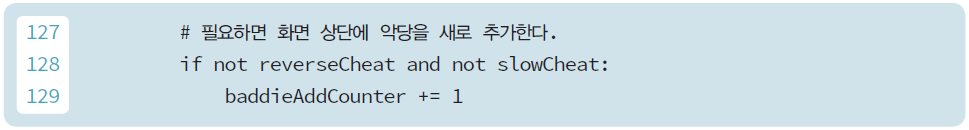 127 # 필요하면 화면 상단에 악당을 새로 추가한다.
128 if not reverseCheat and not slowCheat:
129     baddieAddCounter += 1